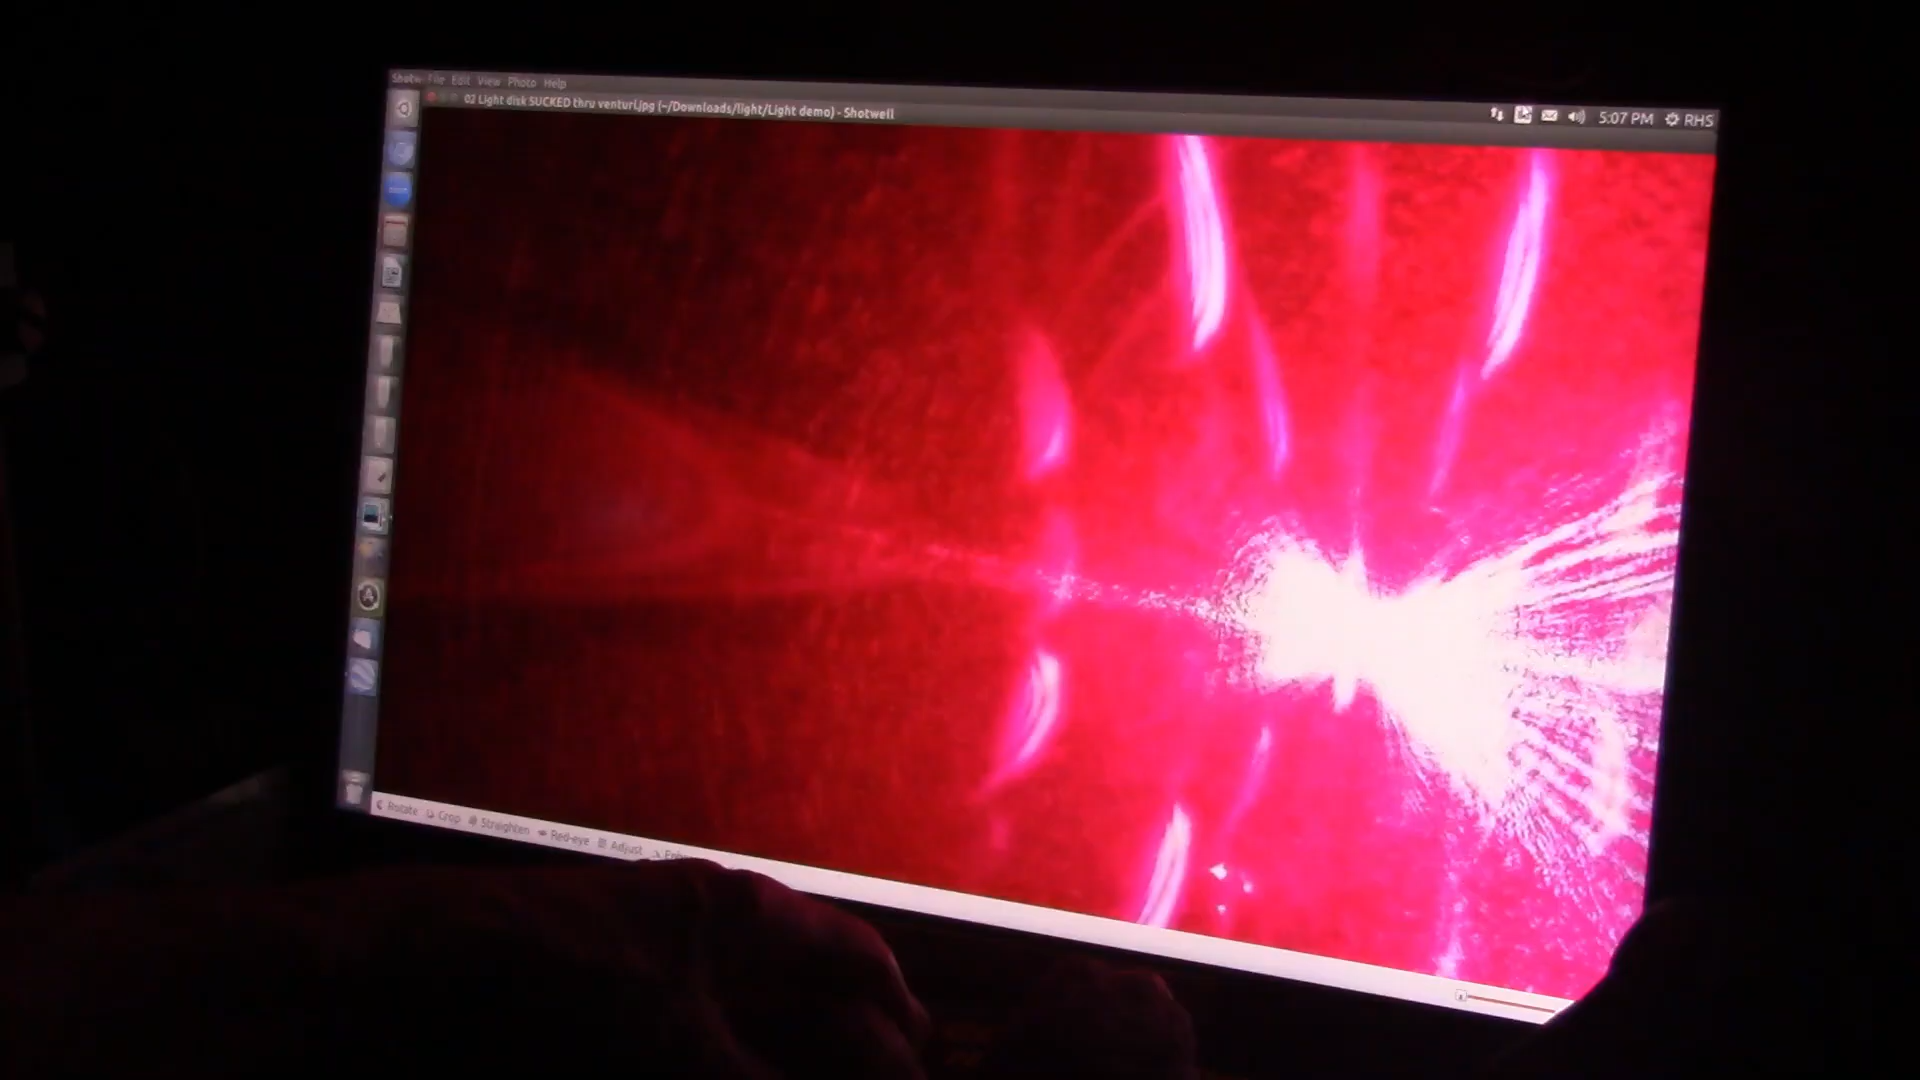 Shotw File Edit View Photo Help
02 Light disk SUCKED thru venturi.jpg (~/Downloads/light/Light demo) - Shotwell
5:07 PM RHS
Rotate Crop Straighten Red-eye Adjust